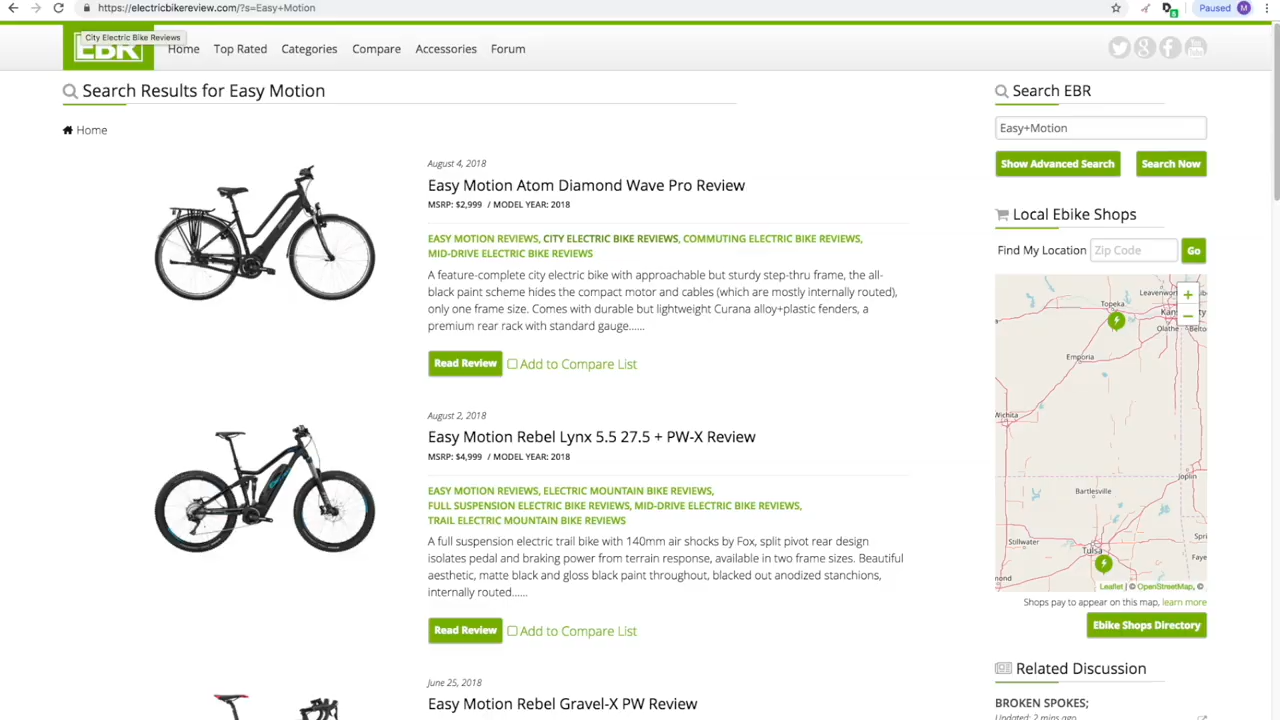 https://electricbikereview.com/?s=Easy+Motion
Paused M
City Electric Bike Reviews
EBR
Home Top Rated Categories Compare Accessories Forum
Search Results for Easy Motion
Home
August 4, 2018
Easy Motion Atom Diamond Wave Pro Review
MSRP: $2,999 / MODEL YEAR: 2018
EASY MOTION REVIEWS, CITY ELECTRIC BIKE REVIEWS, COMMUTING ELECTRIC BIKE REVIEWS,
MID-DRIVE ELECTRIC BIKE REVIEWS
A feature-complete city electric bike with approachable but sturdy step-thru frame, the all-
black paint scheme hides the compact motor and cables (which are mostly internally routed),
only one frame size. Comes with durable but lightweight Curana alloy+plastic fenders, a
premium rear rack with standard gauge......
Read Review Add to Compare List
August 2, 2018
Easy Motion Rebel Lynx 5.5 27.5 + PW-X Review
MSRP: $4,999 / MODEL YEAR: 2018
EASY MOTION REVIEWS, ELECTRIC MOUNTAIN BIKE REVIEWS,
FULL SUSPENSION ELECTRIC BIKE REVIEWS, MID-DRIVE ELECTRIC BIKE REVIEWS,
TRAIL ELECTRIC MOUNTAIN BIKE REVIEWS
A full suspension electric trail bike with 140mm air shocks by Fox, split pivot rear design
isolates pedal and braking power from terrain response, available in two frame sizes. Beautiful
aesthetic, matte black and gloss black paint throughout, blacked out anodized stanchions,
internally routed......
Read Review Add to Compare List
June 25, 2018
Easy Motion Rebel Gravel-X PW Review
Search EBR
Easy+Motion
Show Advanced Search Search Now
Local Ebike Shops
Find My Location Zip Code Go
+
−
Leavenwor
Topeka
Kans
Olathe
Belto
Emporia
Wichita
Joplin
Bartlesville
Stillwater
Spri
Tulsa
Faye
mond
Leaflet | © OpenStreetMap, ©
Shops pay to appear on this map, learn more
Ebike Shops Directory
Related Discussion
BROKEN SPOKES;
Updated: 2 mins ago